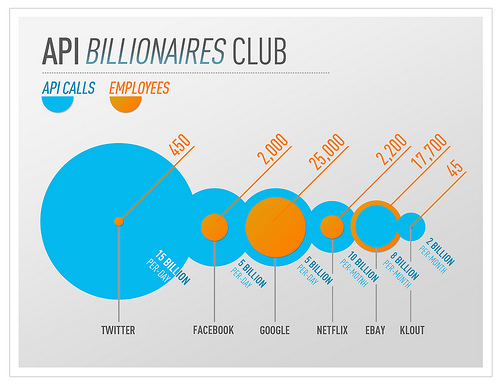 API BILLIONAIRES CLUB
API CALLS EMPLOYEES
450
2,000
25,000
2,200
17,700
45
15 BILLION
PER-DAY
5 BILLION
PER-DAY
5 BILLION
PER-DAY
10 BILLION
PER-MONTH
8 BILLION
PER-MONTH
2 BILLION
PER-MONTH
TWITTER FACEBOOK GOOGLE NETFLIX EBAY KLOUT